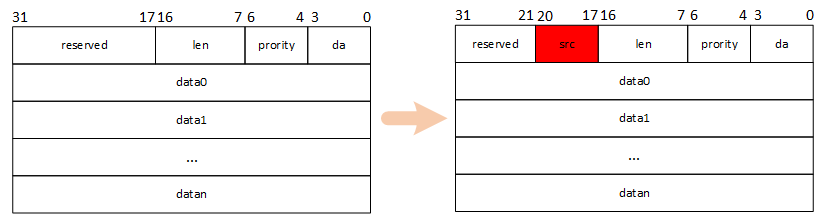 31 17 16 7 6 4 3 0
reserved len prority da
data0
data1
...
datan
31 21 20 17 16 7 6 4 3 0
reserved src len prority da
data0
data1
...
datan